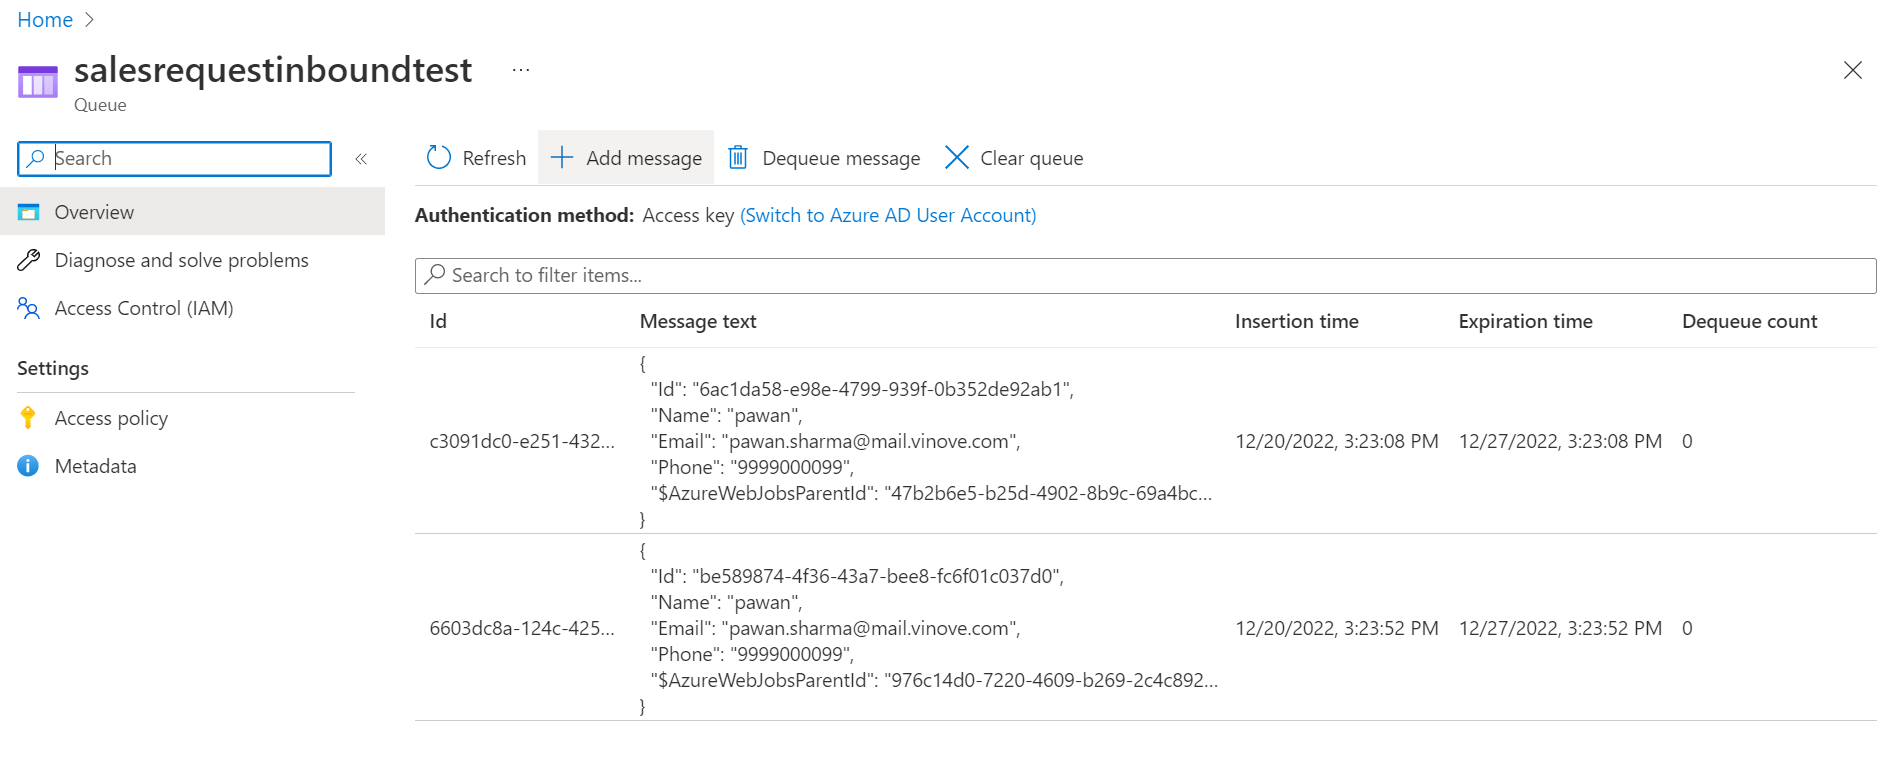 Home
salesrequestinboundtest ...
Queue
Search
Overview
Diagnose and solve problems
Access Control (IAM)
Settings
Access policy
Metadata
Refresh Add message Dequeue message Clear queue
Authentication method: Access key (Switch to Azure AD User Account)
Search to filter items...
Id Message text Insertion time Expiration time Dequeue count
{
"Id": "6ac1da58-e98e-4799-939f-0b352de92ab1",
"Name": "pawan",
"Email": "pawan.sharma@mail.vinove.com",
c3091dc0-e251-432... 12/20/2022, 3:23:08 PM 12/27/2022, 3:23:08 PM 0
"Phone": "9999000099",
"$AzureWebJobsParentId": "47b2b6e5-b25d-4902-8b9c-69a4bc...
}
{
"Id": "be589874-4f36-43a7-bee8-fc6f01c037d0",
"Name": "pawan",
"Email": "pawan.sharma@mail.vinove.com",
6603dc8a-124c-425... 12/20/2022, 3:23:52 PM 12/27/2022, 3:23:52 PM 0
"Phone": "9999000099",
"$AzureWebJobsParentId": "976c14d0-7220-4609-b269-2c4c892...
}